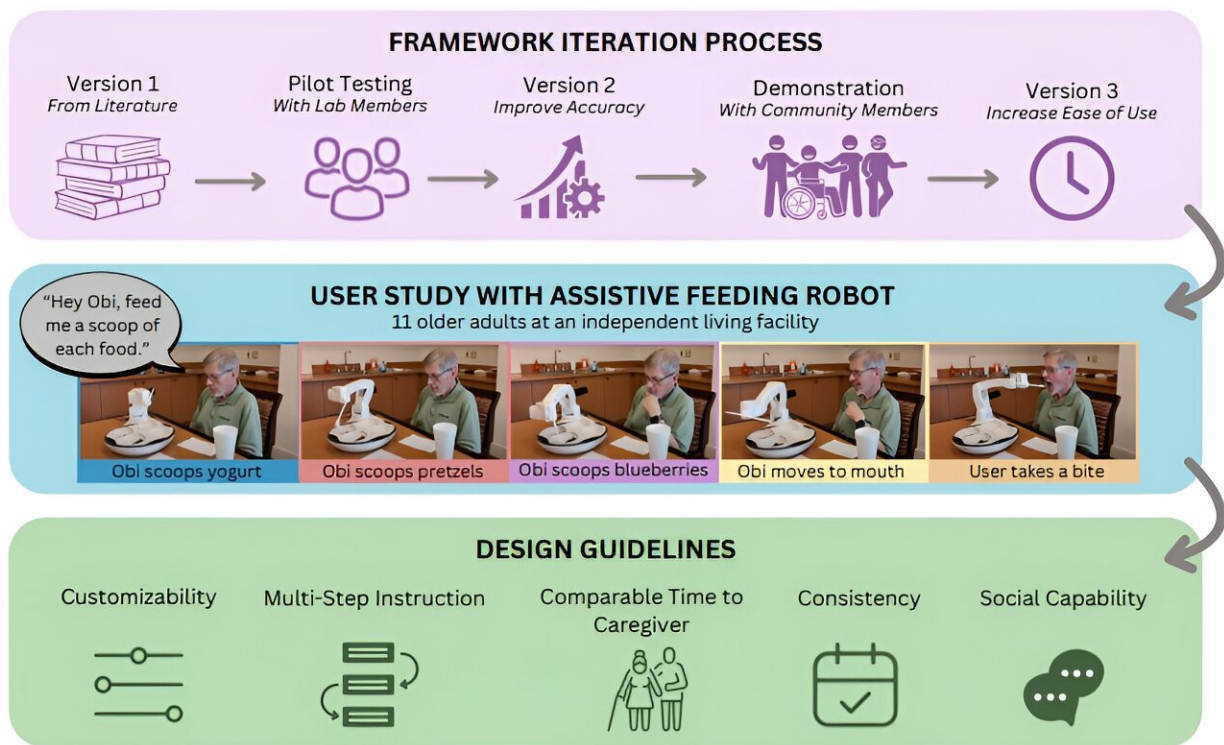 FRAMEWORK ITERATION PROCESS
Version 1
From Literature
Pilot Testing
With Lab Members
Version 2
Improve Accuracy
Demonstration
With Community Members
Version 3
Increase Ease of Use
USER STUDY WITH ASSISTIVE FEEDING ROBOT
11 older adults at an independent living facility
“Hey Obi, feed
me a scoop of
each food.”
Obi scoops yogurt
Obi scoops pretzels
Obi scoops blueberries
Obi moves to mouth
User takes a bite
DESIGN GUIDELINES
Customizability
Multi-Step Instruction
Comparable Time to
Caregiver
Consistency
Social Capability